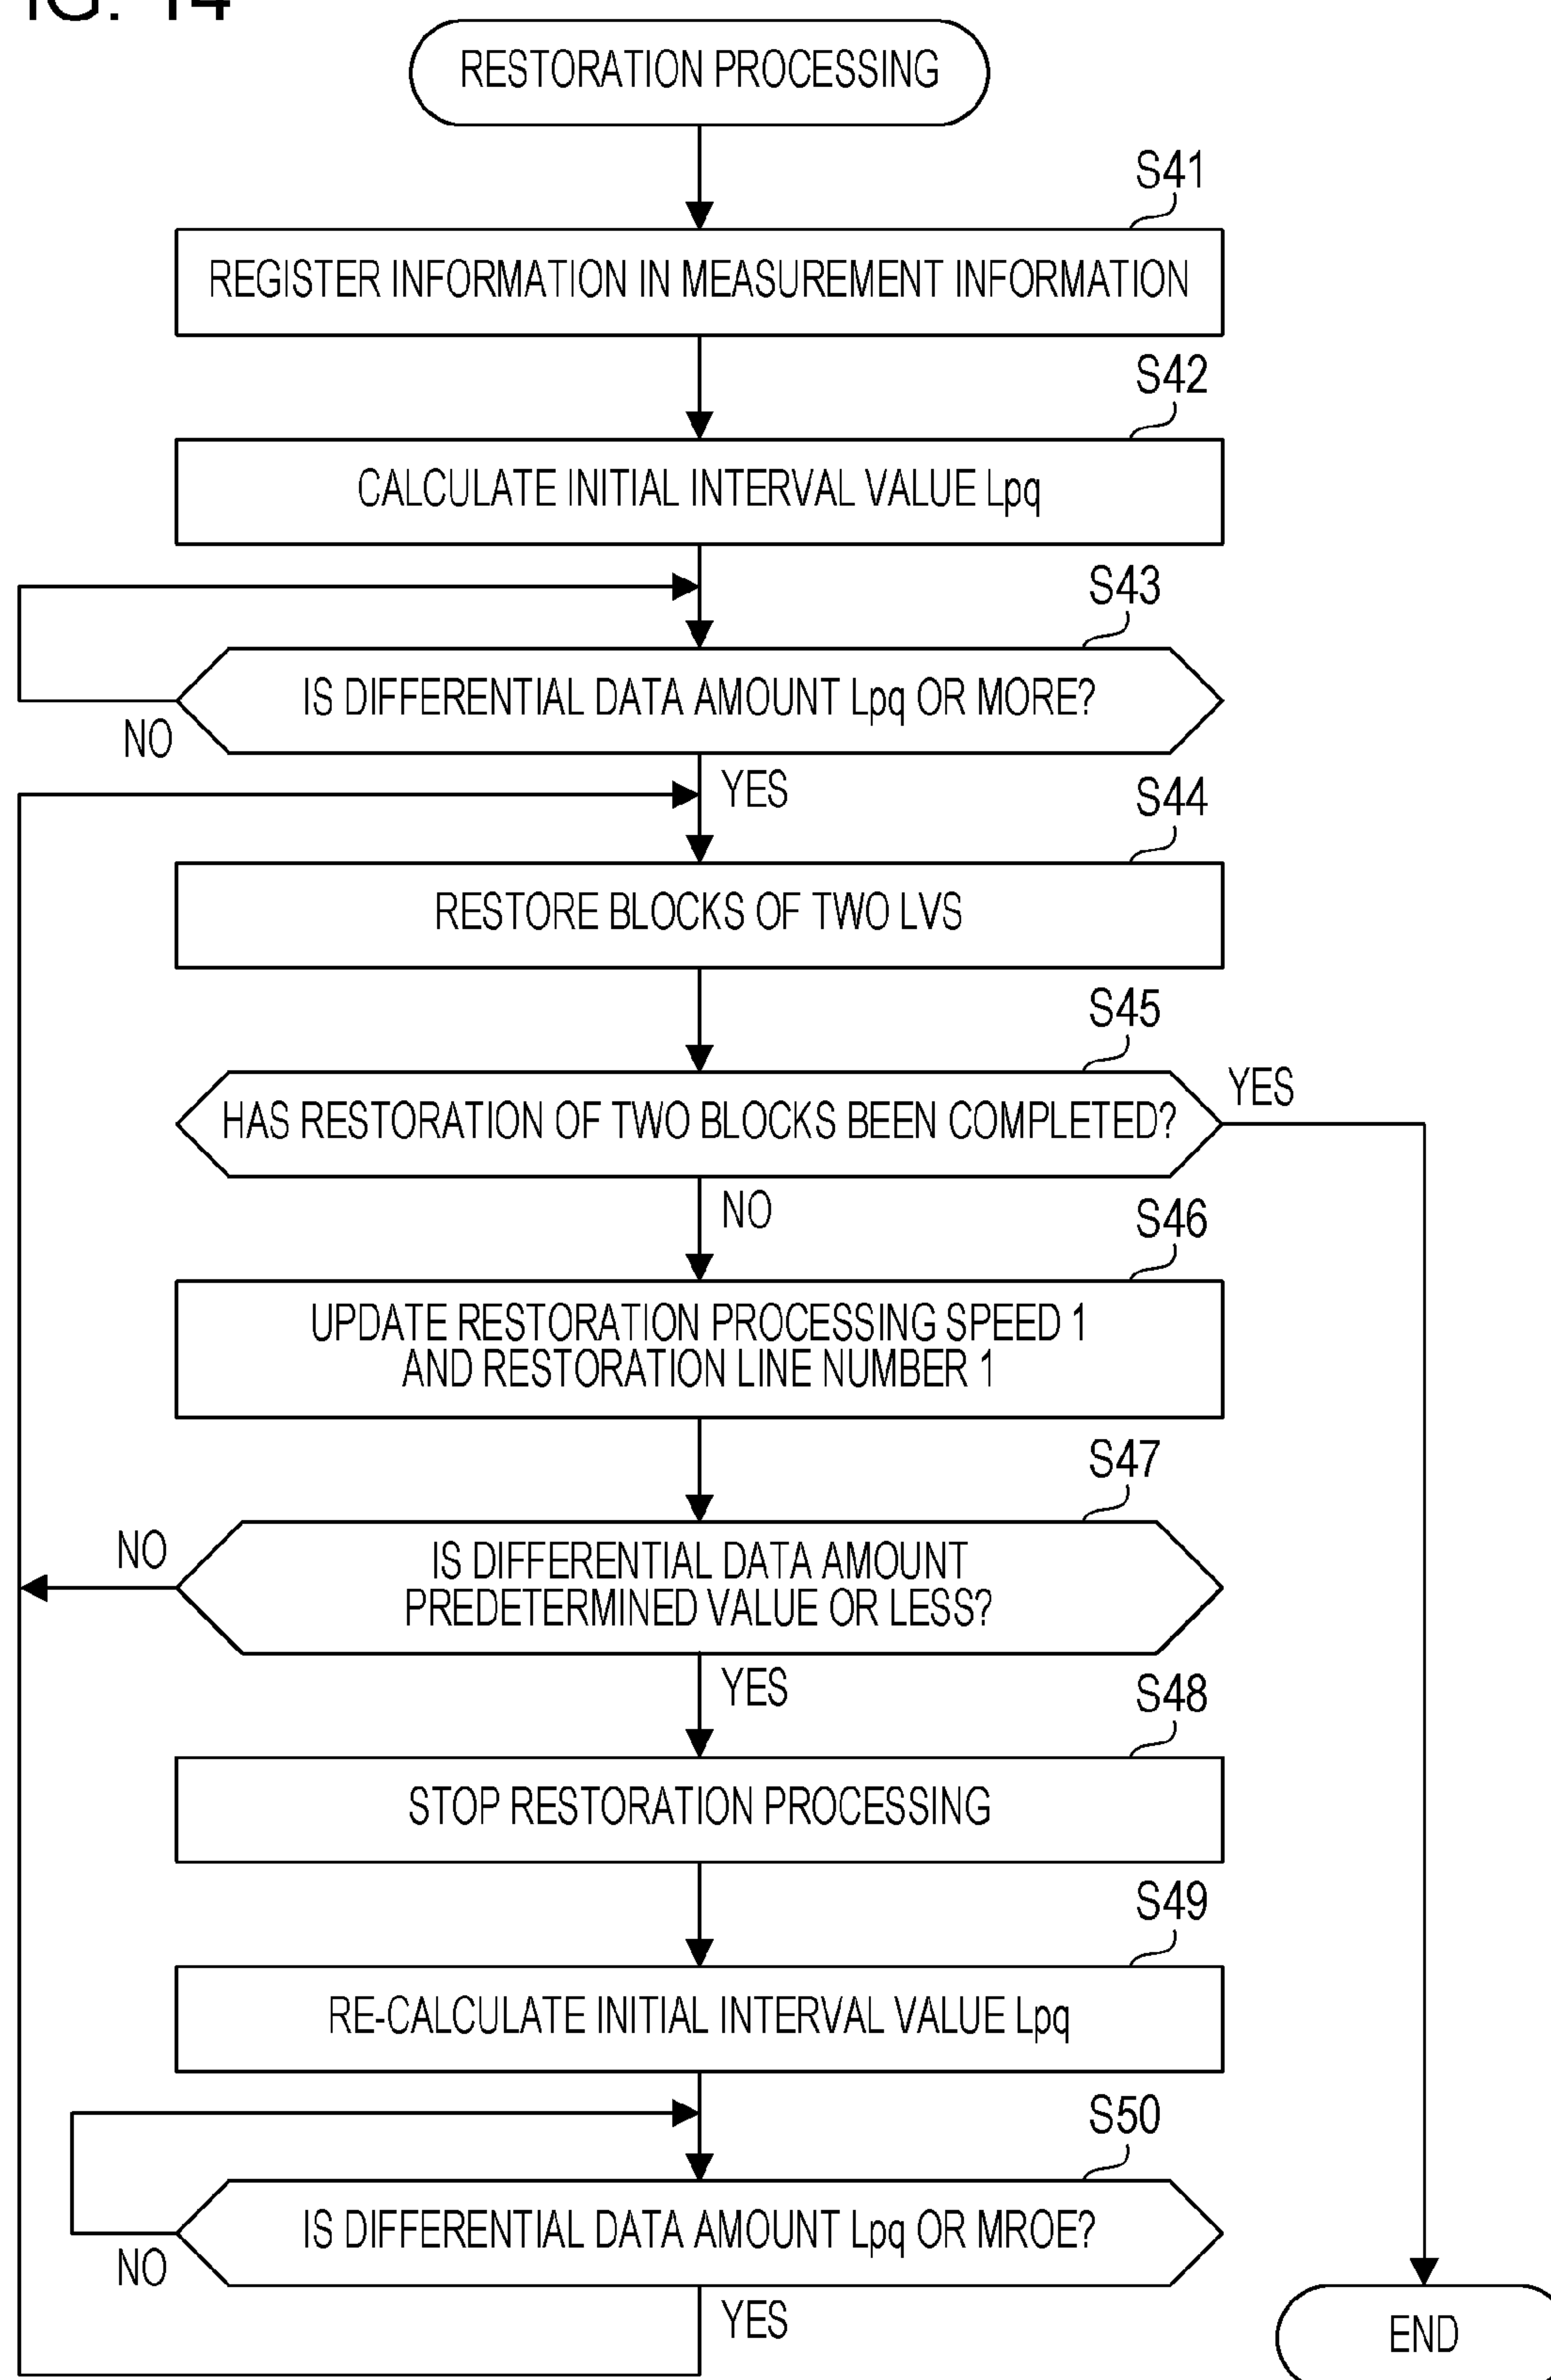 IG. 14
RESTORATION PROCESSING
S41
REGISTER INFORMATION IN MEASUREMENT INFORMATION
S42
CALCULATE INITIAL INTERVAL VALUE Lpq
S43
IS DIFFERENTIAL DATA AMOUNT Lpq OR MORE?
NO
YES
S44
RESTORE BLOCKS OF TWO LVS
S45
HAS RESTORATION OF TWO BLOCKS BEEN COMPLETED?
YES
NO
S46
UPDATE RESTORATION PROCESSING SPEED 1
AND RESTORATION LINE NUMBER 1
S47
NO
IS DIFFERENTIAL DATA AMOUNT
PREDETERMINED VALUE OR LESS?
YES
S48
STOP RESTORATION PROCESSING
S49
RE-CALCULATE INITIAL INTERVAL VALUE Lpq
S50
IS DIFFERENTIAL DATA AMOUNT Lpq OR MROE?
NO
YES
END